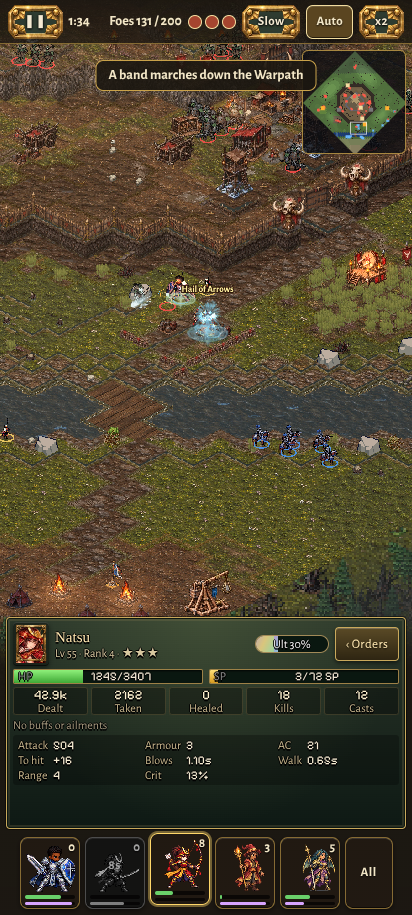 1:34
Foes 131 / 200
Slow
Auto
x2
A band marches down the Warpath
Hail of Arrows
Natsu
Lv 55 · Rank 4 · ★★★
Ult 30%
‹ Orders
HP
1248/3407
SP
3/72 SP
42.9k
2162
0
18
12
Dealt
Taken
Healed
Kills
Casts
No buffs or ailments
Attack 804
Armour 3
AC 21
To hit +16
Blows 1.10s
Walk 0.68s
Range 4
Crit 13%
0
0
8
3
5
All